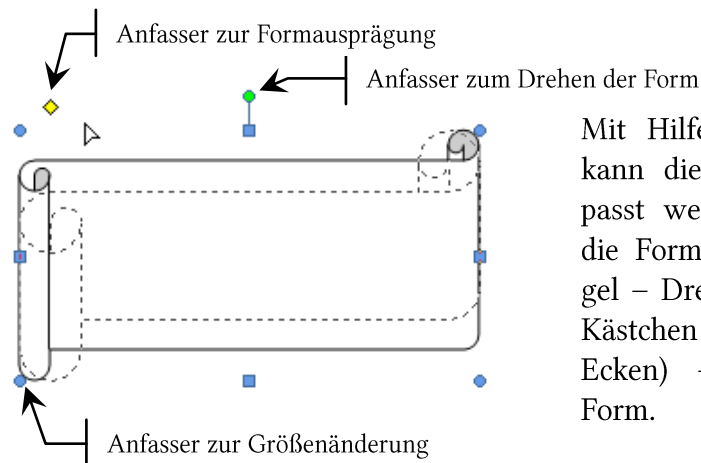 Anfasser zur Formausprägung
Anfasser zum Drehen der Form
Mit Hilfe
kann die
passt we
die Form
gel – Dre
Kästchen
Ecken) –
Form.
Anfasser zur Größenänderung